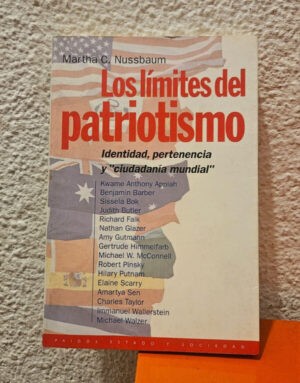 Martha C. Nussbaum
Los límites del
patriotismo
Identidad, pertenencia
y "ciudadanía mundial"
Kwame Anthony Appiah
Benjamin Barber
Sissela Bok
Judith Butler
Richard Falk
Nathan Glazer
Amy Gutmann
Gertrude Himmelfarb
Michael W. McConnell
Robert Pinsky
Hilary Putnam
Elaine Scarry
Amartya Sen
Charles Taylor
Immanuel Wallerstein
Michael Walzer
PAIDÓS ESTADO Y SOCIEDAD